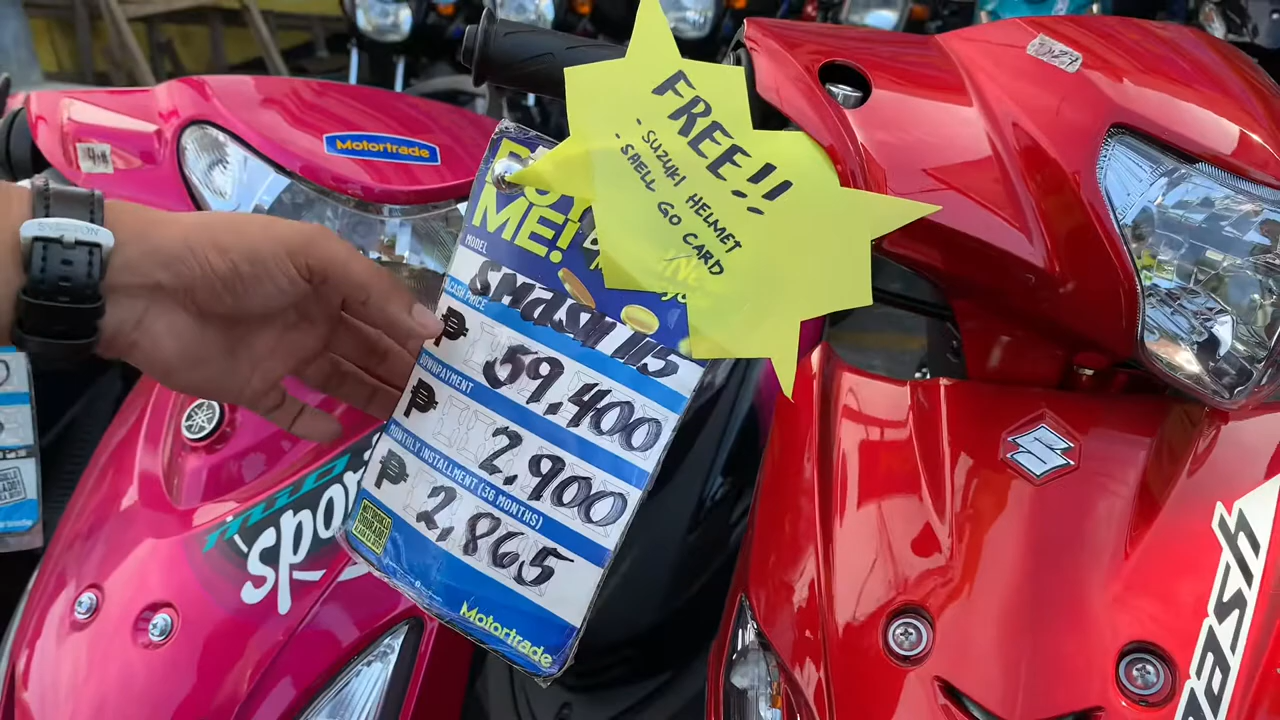 Motortrade
FREE!!
- SUZUKI HELMET
- SHELL GO CARD
ME!
MODEL
Smash 115
CASH PRICE
₱ 59.400
DOWNPAYMENT
₱ 2.900
MONTHLY INSTALLMENT (36 MONTHS)
₱ 2,865
Motortrade
mio
sporty
mash